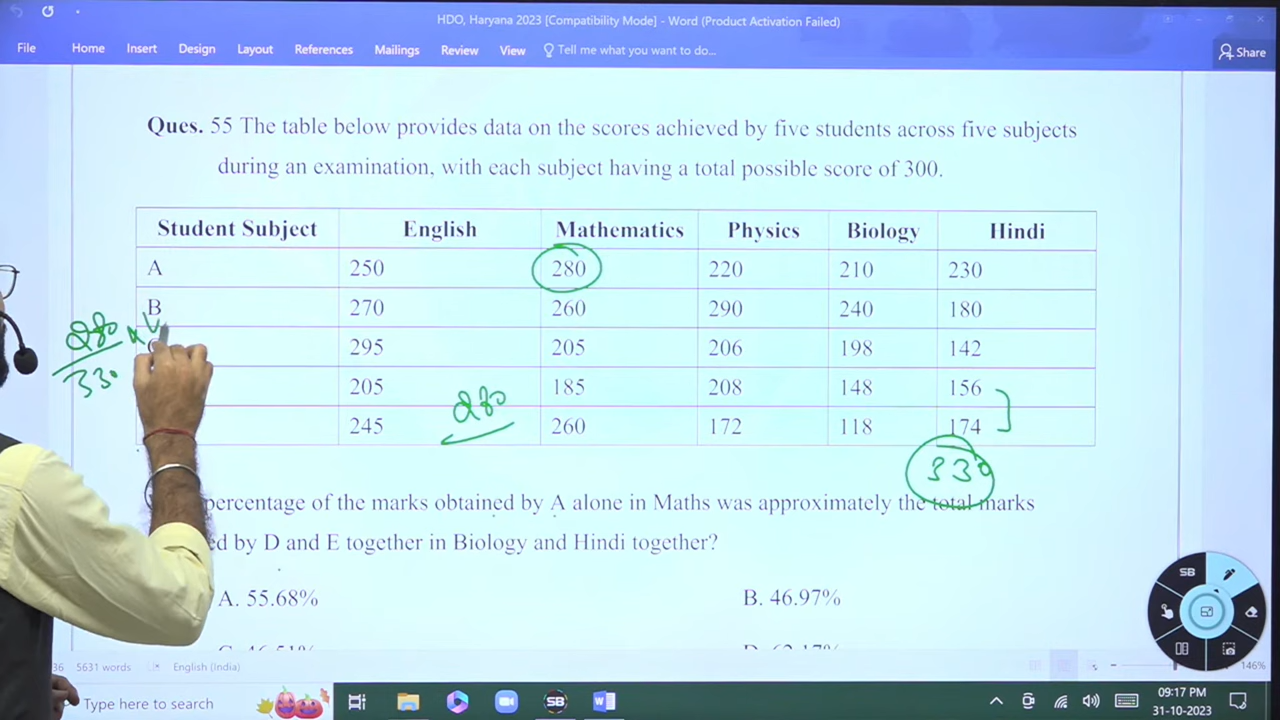 HDO, Haryana 2023 [Compatibility Mode] - Word (Product Activation Failed)
File Home Insert Design Layout References Mailings Review View Tell me what you want to do... Share
Ques. 55 The table below provides data on the scores achieved by five students across five subjects
during an examination, with each subject having a total possible score of 300.
Student Subject English Mathematics Physics Biology Hindi
A 250 280 220 210 230
B 270 260 290 240 180
295 205 206 198 142
205 185 208 148 156
245 260 172 118 174
280
330
280
330
percentage of the marks obtained by A alone in Maths was approximately the total marks
ed by D and E together in Biology and Hindi together?
A. 55.68% B. 46.97%
36 5631 words English (India) 146%
SB
Type here to search SB 09:17 PM
31-10-2023